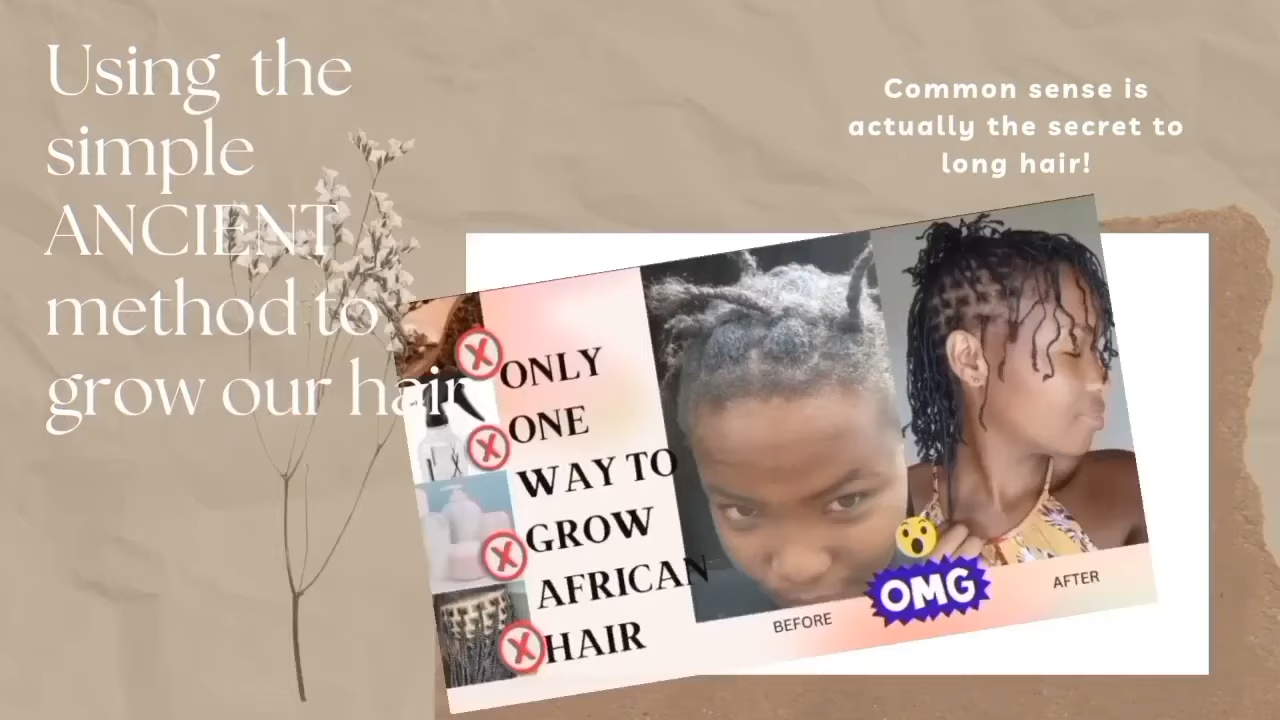 Using the
simple
ANCIENT
method to
grow our hair
Common sense is
actually the secret to
long hair!
ONLY
ONE
WAY TO
GROW
AFRICAN
HAIR
BEFORE
OMG
AFTER